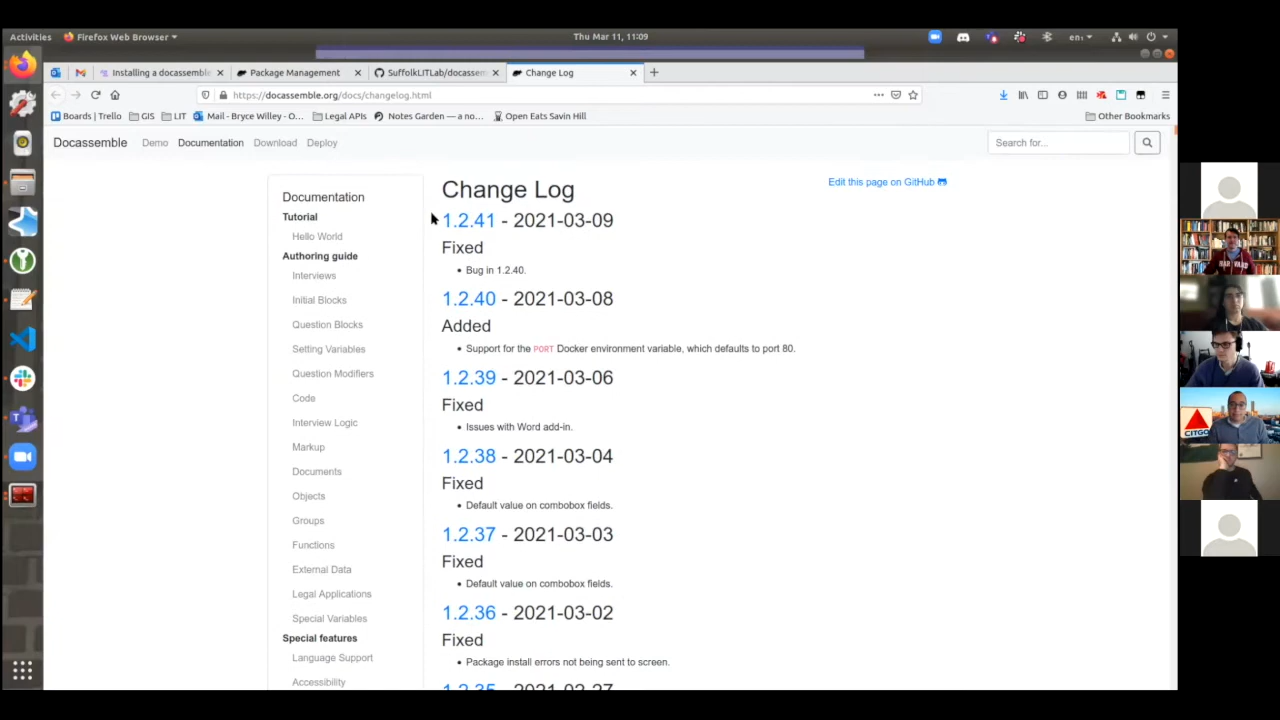 Activities
Firefox Web Browser
Thu Mar 11, 11:09
en1
Installing a docassemble
Package Management
SuffolkLITLab/docassem
Change Log
https://docassemble.org/docs/changelog.html
Boards | Trello
GIS
LIT
Mail - Bryce Willey - O...
Legal APIs
Notes Garden — a no...
Open Eats Savin Hill
Other Bookmarks
Docassemble
Demo
Documentation
Download
Deploy
Search for...
Documentation
Tutorial
Hello World
Authoring guide
Interviews
Initial Blocks
Question Blocks
Setting Variables
Question Modifiers
Code
Interview Logic
Markup
Documents
Objects
Groups
Functions
External Data
Legal Applications
Special Variables
Special features
Language Support
Accessibility
Change Log
Edit this page on GitHub
1.2.41 - 2021-03-09
Fixed
• Bug in 1.2.40.
1.2.40 - 2021-03-08
Added
• Support for the PORT Docker environment variable, which defaults to port 80.
1.2.39 - 2021-03-06
Fixed
• Issues with Word add-in.
1.2.38 - 2021-03-04
Fixed
• Default value on combobox fields.
1.2.37 - 2021-03-03
Fixed
• Default value on combobox fields.
1.2.36 - 2021-03-02
Fixed
• Package install errors not being sent to screen.
1.2.35 - 2021-02-27
HARVARD
CITGO